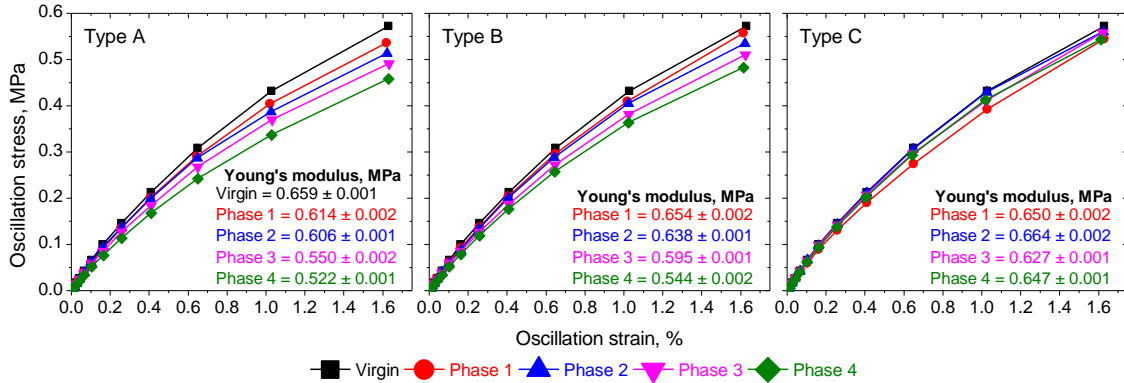 Type A
Type B
Type C
Oscillation stress, MPa
0.6
0.5
0.4
0.3
0.2
0.1
0.0
Young's modulus, MPa
Virgin = 0.659 ± 0.001
Phase 1 = 0.614 ± 0.002
Phase 2 = 0.606 ± 0.001
Phase 3 = 0.550 ± 0.002
Phase 4 = 0.522 ± 0.001
Young's modulus, MPa
Phase 1 = 0.654 ± 0.002
Phase 2 = 0.638 ± 0.001
Phase 3 = 0.595 ± 0.001
Phase 4 = 0.544 ± 0.002
Young's modulus, MPa
Phase 1 = 0.650 ± 0.002
Phase 2 = 0.664 ± 0.002
Phase 3 = 0.627 ± 0.001
Phase 4 = 0.647 ± 0.001
0.0 0.2 0.4 0.6 0.8 1.0 1.2 1.4 1.6
0.0 0.2 0.4 0.6 0.8 1.0 1.2 1.4 1.6
0.0 0.2 0.4 0.6 0.8 1.0 1.2 1.4 1.6
Oscillation strain, %
Virgin Phase 1 Phase 2 Phase 3 Phase 4